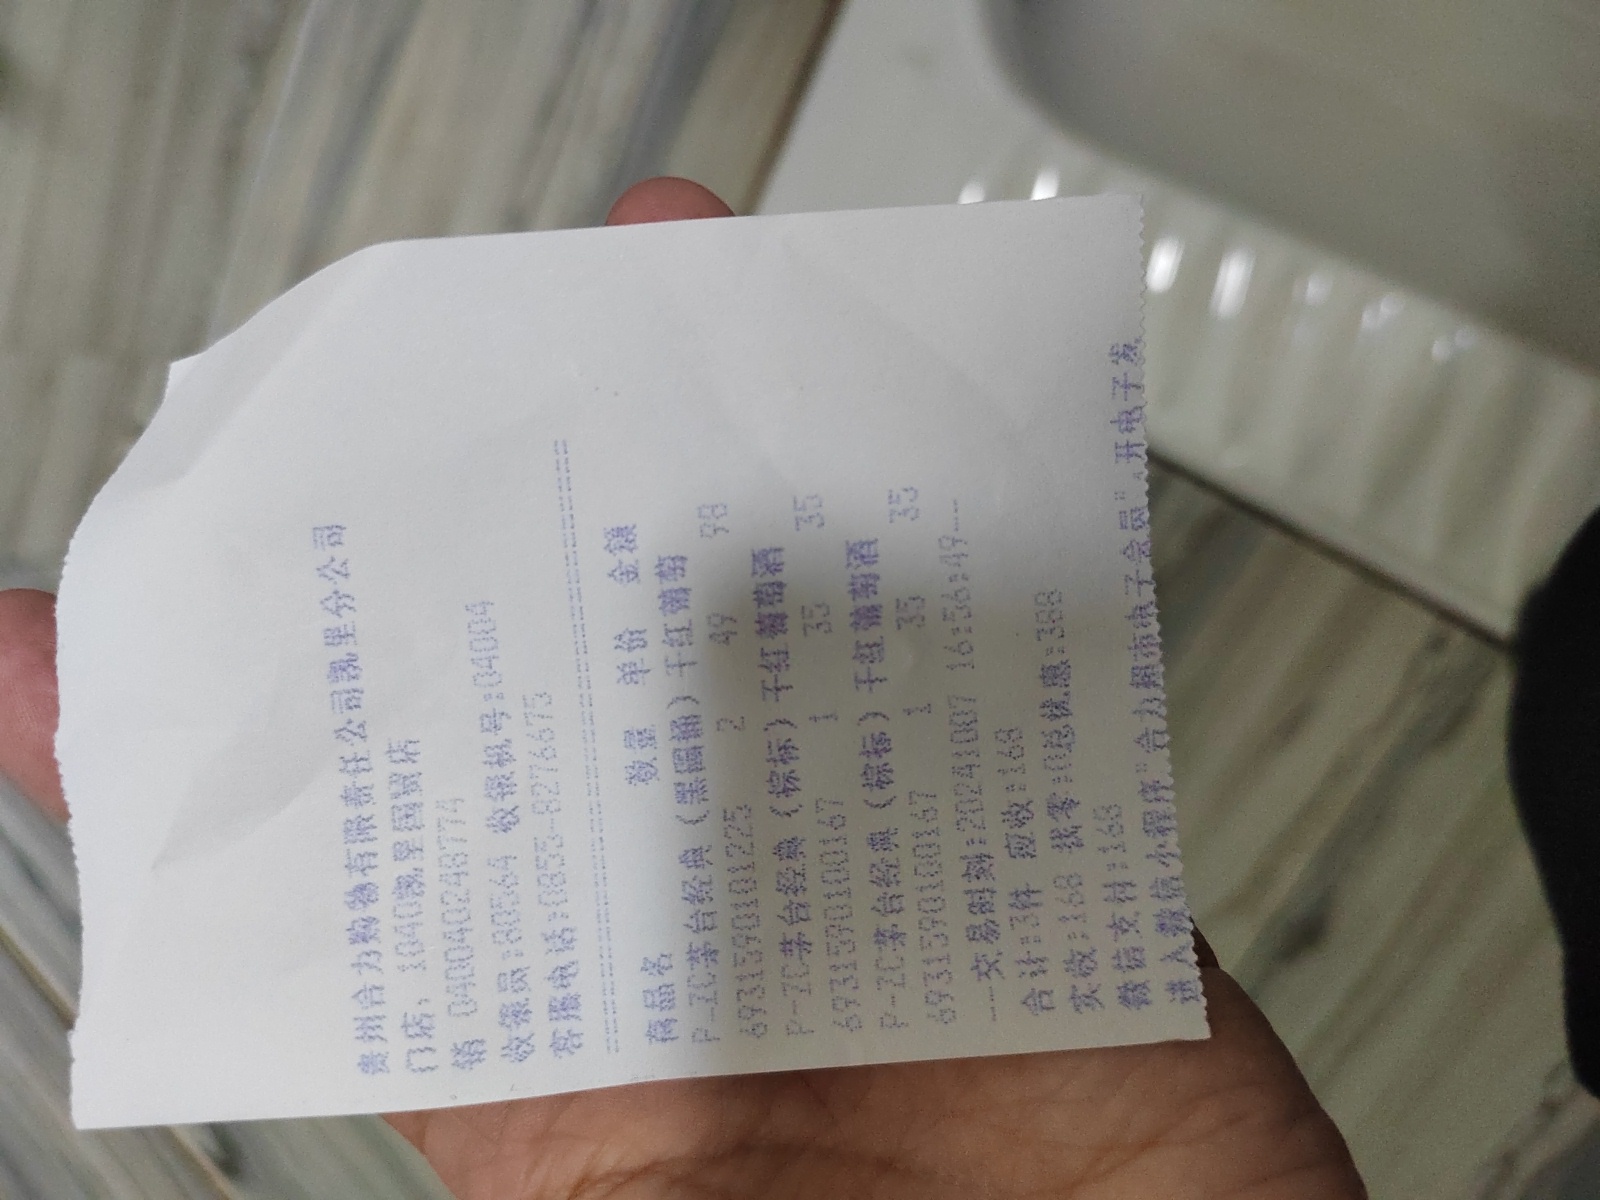 贵州合力购物有限责任公司凯里分公司
门店: 1040凯里国贸店
销 040040248774
收银员:80564 收银机号:04004
客服电话:0855-8276675
商品名 数量 单价 金额
P-ZC茅台经典(黑圆桶)干红葡萄
6931590101225 2 49 98
P-ZC茅台经典(棕标)干红葡萄酒
6931590100167 1 35 35
P-ZC茅台经典(棕标)干红葡萄酒
6931590100167 1 35 35
---交易时刻:20241007 16:56:49---
合计:3件 应收:168
实收:168 找零:0总优惠:388
微信支付:168
进入微信小程序"合力超市电子会员",开电子发